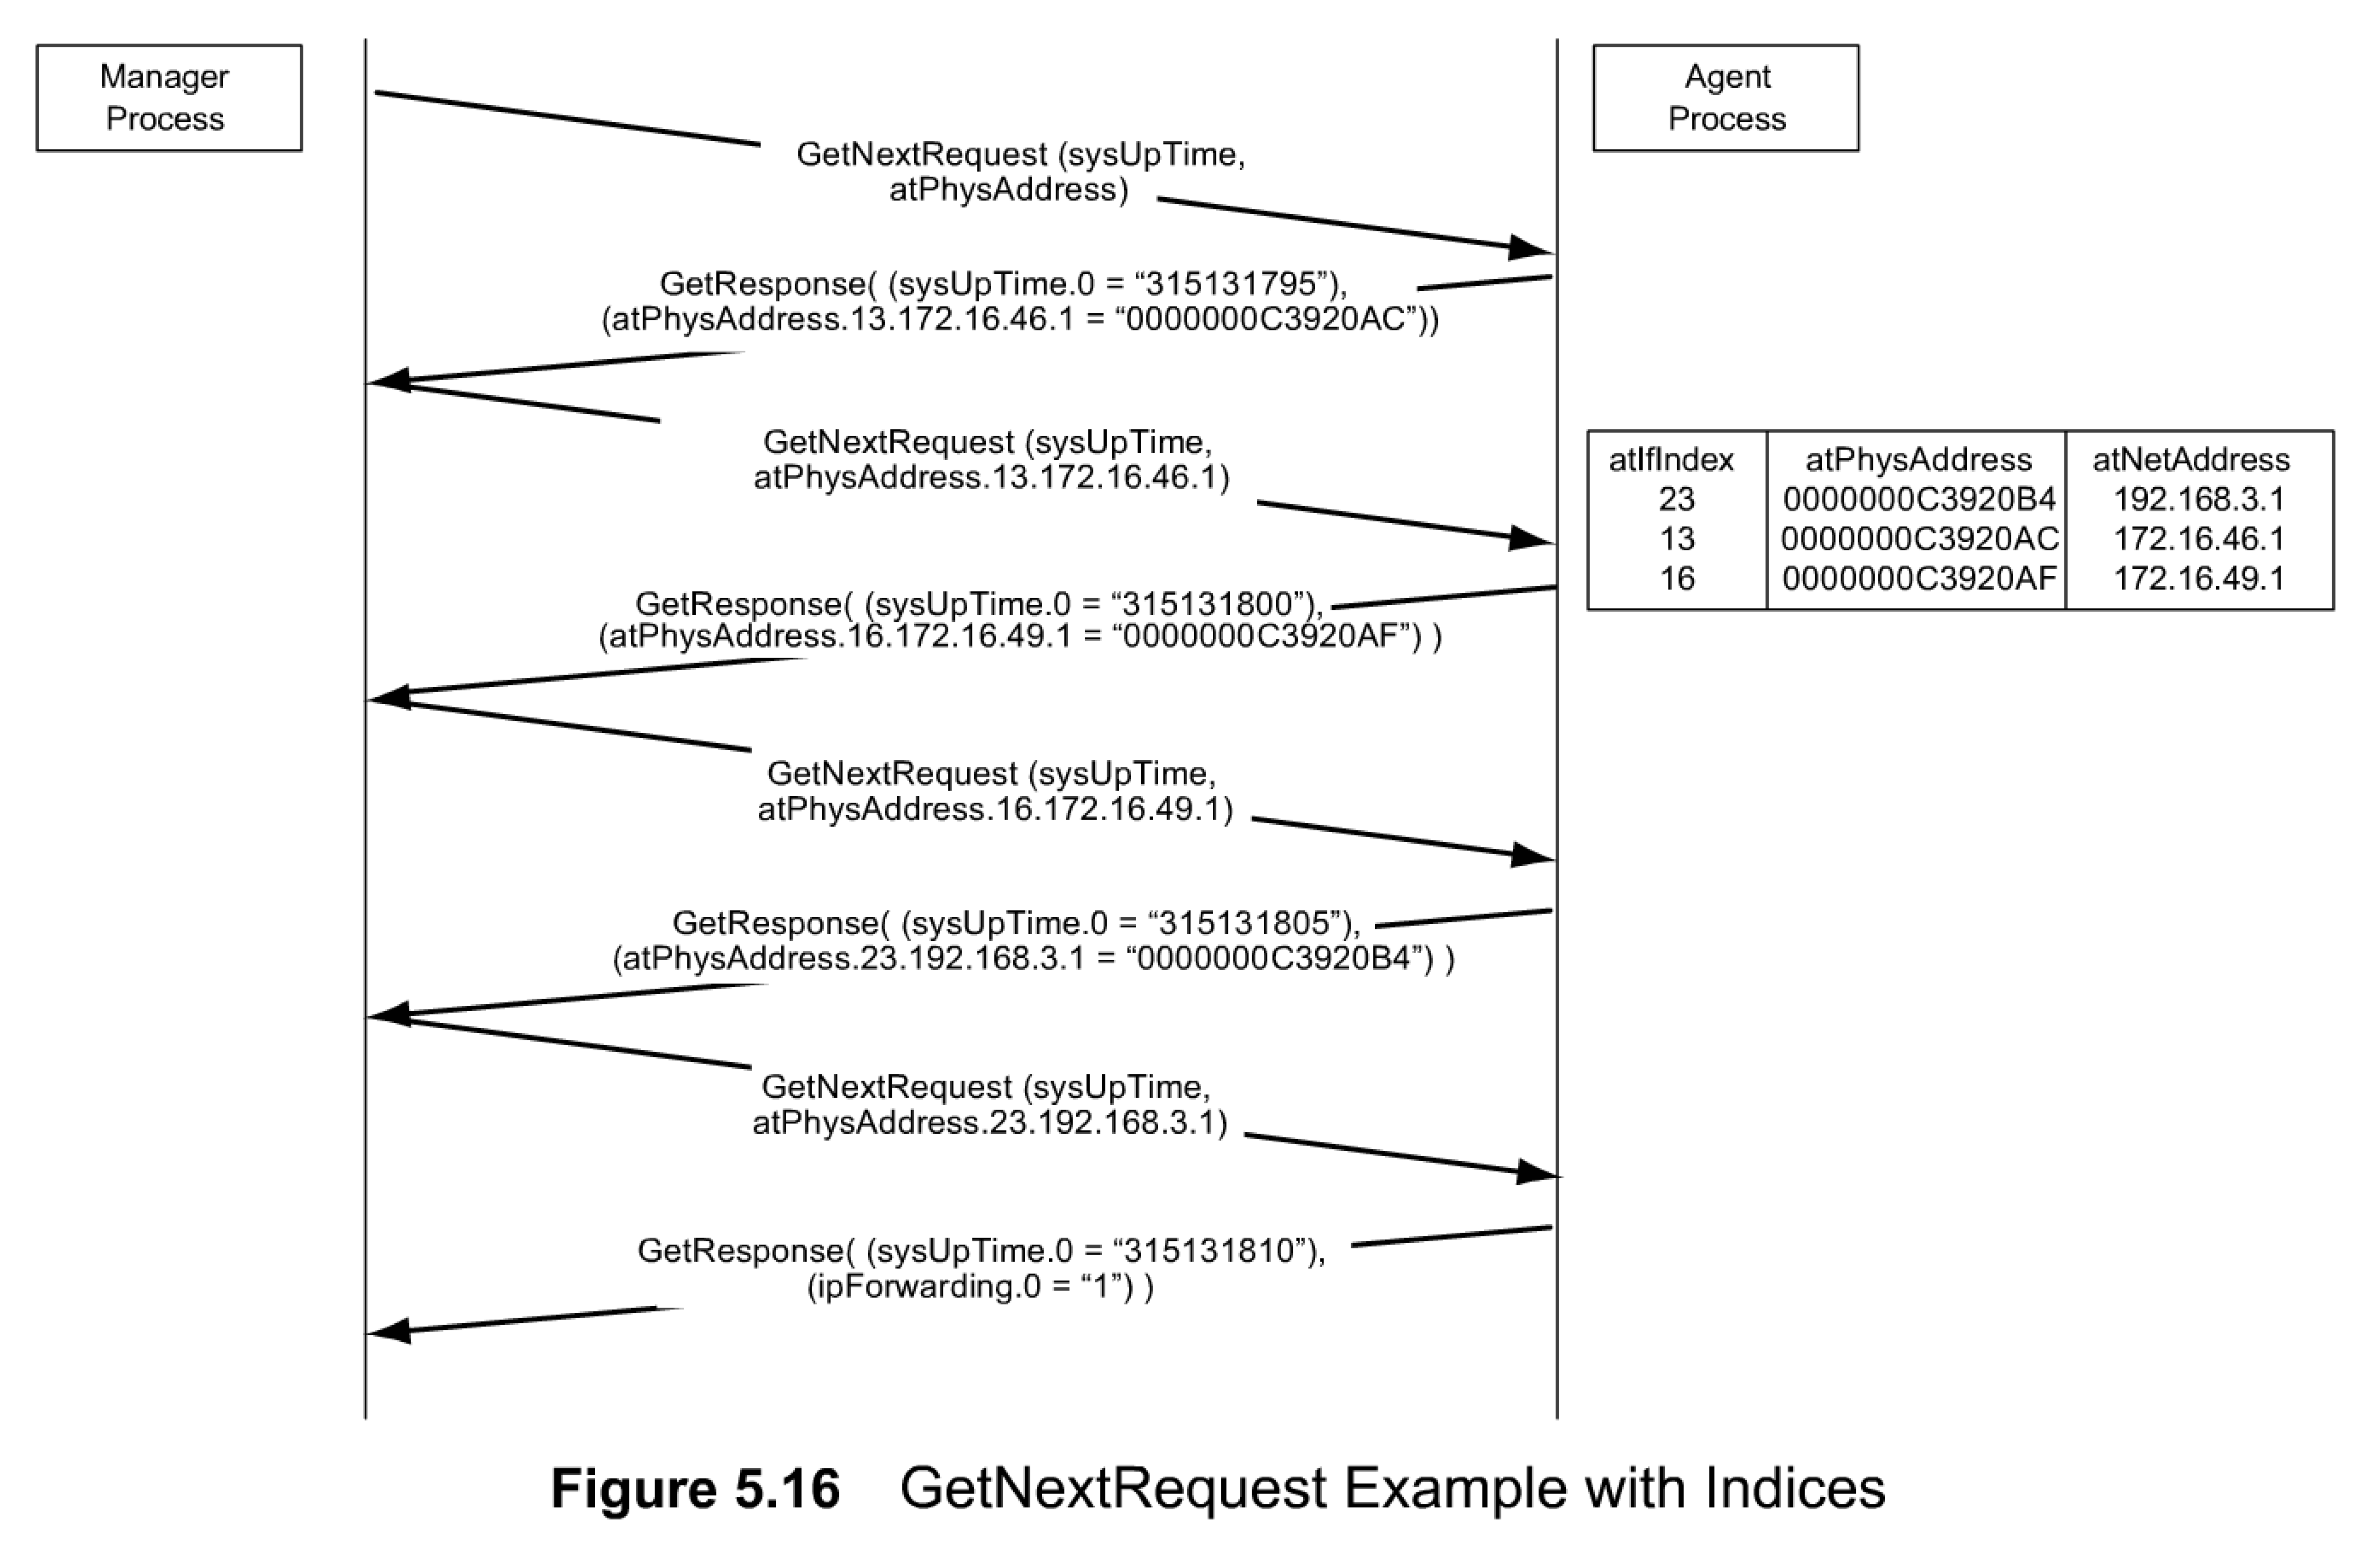 Manager
Process
Agent
Process
GetNextRequest (sysUpTime,
atPhysAddress)
GetResponse( (sysUpTime.0 = “315131795”),
(atPhysAddress.13.172.16.46.1 = “0000000C3920AC”))
GetNextRequest (sysUpTime,
atPhysAddress.13.172.16.46.1)
atIfIndex atPhysAddress atNetAddress
23 0000000C3920B4 192.168.3.1
13 0000000C3920AC 172.16.46.1
16 0000000C3920AF 172.16.49.1
GetResponse( (sysUpTime.0 = “315131800”),
(atPhysAddress.16.172.16.49.1 = “0000000C3920AF”) )
GetNextRequest (sysUpTime,
atPhysAddress.16.172.16.49.1)
GetResponse( (sysUpTime.0 = “315131805”),
(atPhysAddress.23.192.168.3.1 = “0000000C3920B4”) )
GetNextRequest (sysUpTime,
atPhysAddress.23.192.168.3.1)
GetResponse( (sysUpTime.0 = “315131810”),
(ipForwarding.0 = “1”) )
Figure 5.16 GetNextRequest Example with Indices